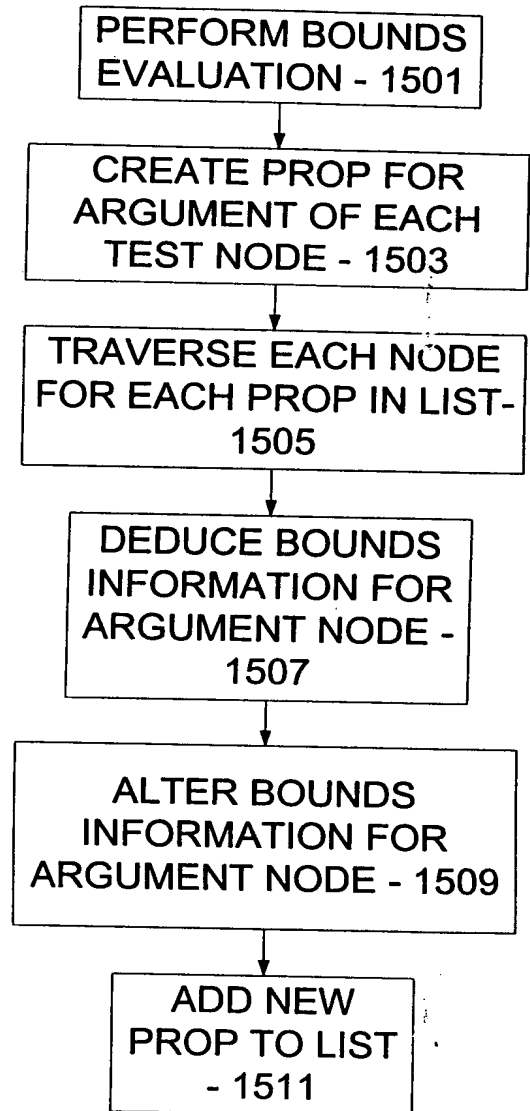 PERFORM BOUNDS
EVALUATION - 1501
CREATE PROP FOR
ARGUMENT OF EACH
TEST NODE - 1503
TRAVERSE EACH NODE
FOR EACH PROP IN LIST-
1505
DEDUCE BOUNDS
INFORMATION FOR
ARGUMENT NODE -
1507
ALTER BOUNDS
INFORMATION FOR
ARGUMENT NODE - 1509
ADD NEW
PROP TO LIST
- 1511